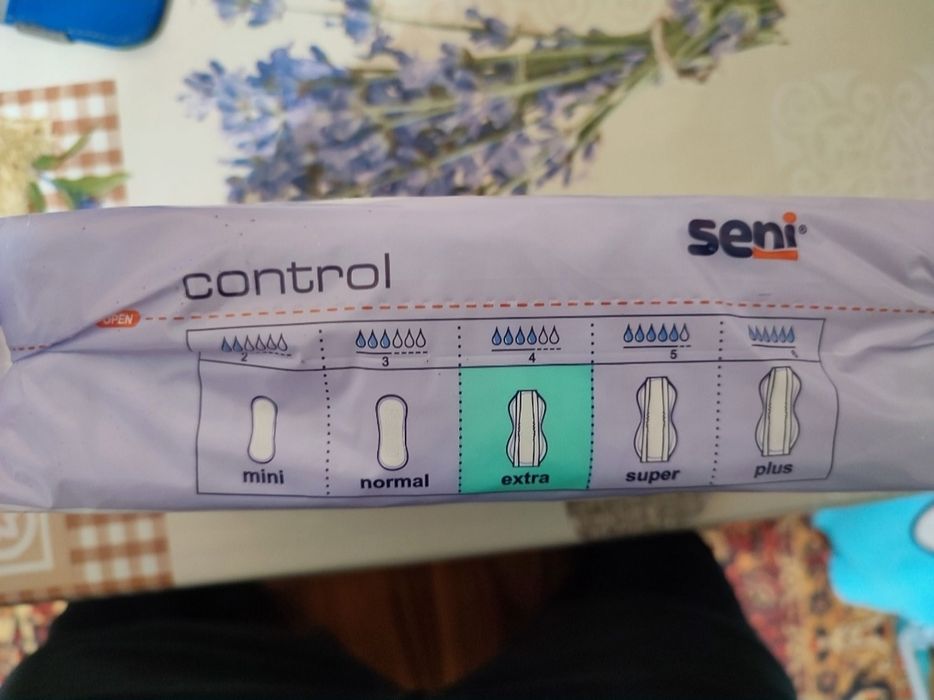 seni®
control
OPEN
2 3 4 5 6
mini normal extra super plus